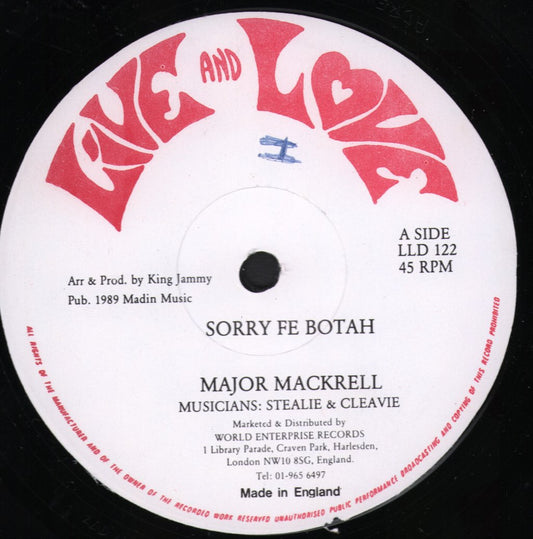 LIVE AND LOVE
A SIDE
LLD 122
45 RPM
Arr & Prod. by King Jammy
Pub. 1989 Madin Music
SORRY FE BOTAH
MAJOR MACKRELL
MUSICIANS: STEALIE & CLEAVIE
Marketed & Distributed by
WORLD ENTERPRISE RECORDS
1 Library Parade, Craven Park, Harlesden,
London NW10 8SG, England.
Tel: 01-965 6497
Made in England
ALL RIGHTS OF THE MANUFACTURER AND OF THE OWNER OF THE RECORDED WORK RESERVED UNAUTHORISED PUBLIC PERFORMANCE BROADCASTING AND COPYING OF THIS RECORD PROHIBITED